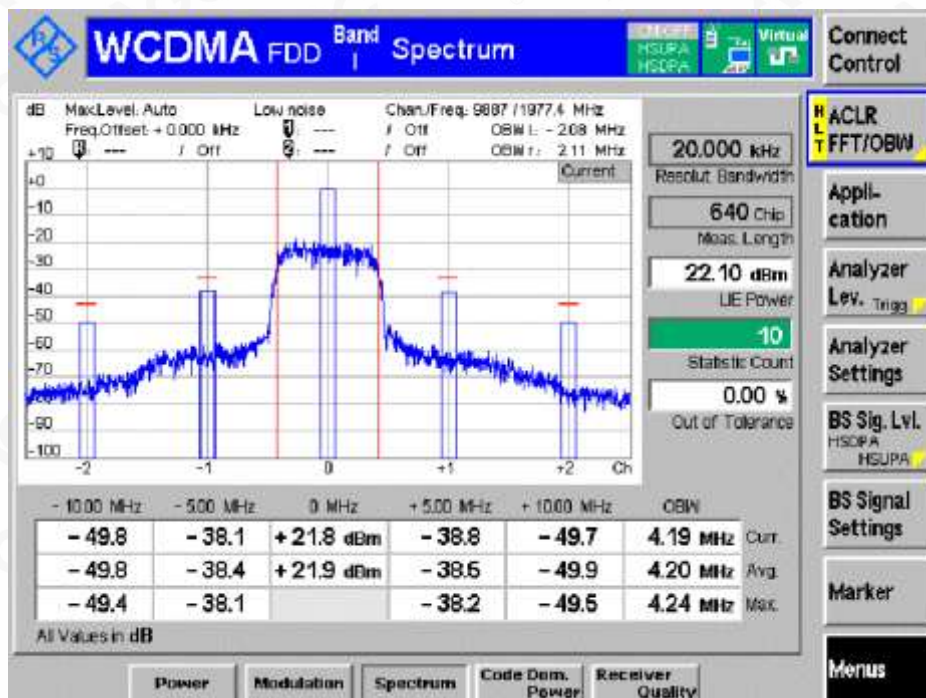 R S
WCDMA FDD Band I Spectrum
HSUPA
HSDPA
Virtual
Connect Control
dB Max.Level: Auto Low noise Chan./Freq.: 9887 / 1977.4 MHz
Freq.Offset: + 0.000 kHz 1: --- / Off OBW l: - 2.08 MHz
R: --- / Off 2: --- / Off OBW r: 2.11 MHz
Current
+10
+0
-10
-20
-30
-40
-50
-60
-70
-90
-100
-2 -1 0 +1 +2 Ch
20.000 kHz
Resolut. Bandwidth
640 Chip
Meas. Length
22.10 dBm
UE Power
10
Statistic Count
0.00 %
Out of Tolerance
- 10.00 MHz - 5.00 MHz 0 MHz + 5.00 MHz + 10.00 MHz OBW
- 49.8 - 38.1 + 21.8 dBm - 38.8 - 49.7 4.19 MHz Curr.
- 49.8 - 38.4 + 21.9 dBm - 38.5 - 49.9 4.20 MHz Avg.
- 49.4 - 38.1 - 38.2 - 49.5 4.24 MHz Max.
All Values in dB
HLT
ACLR
FFT/OBW
Appli-
cation
Analyzer
Lev. Trigg
Analyzer
Settings
BS Sig. Lvl.
HSDPA
HSUPA
BS Signal
Settings
Marker
Menus
Power Modulation Spectrum Code Dom. Power Receiver Quality